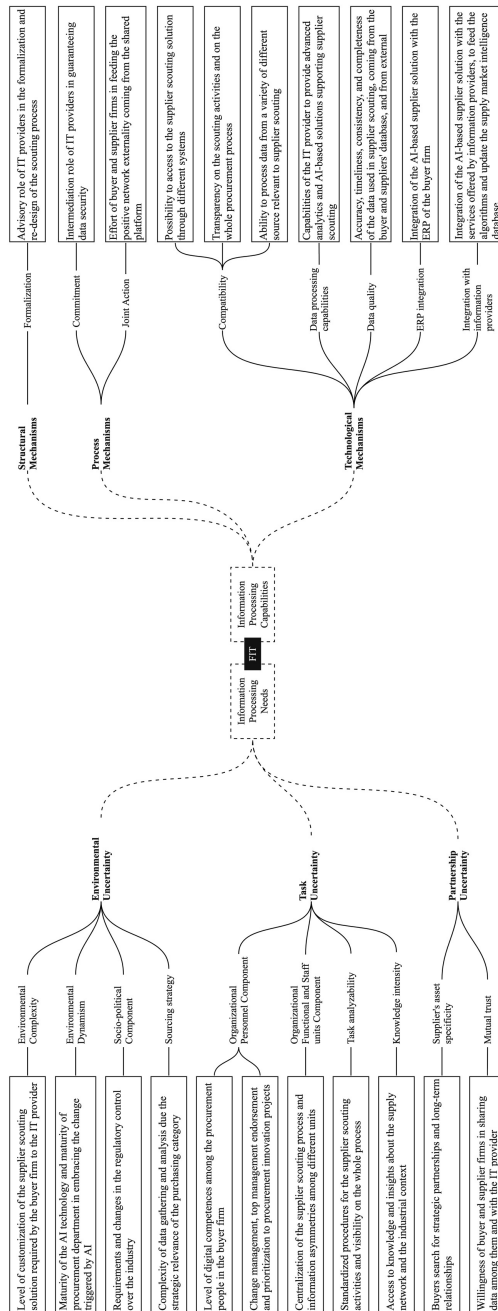 Level of customization of the supplier scouting
solution required by the buyer firm to the IT provider
Environmental
Complexity
Maturity of the AI technology and maturity of
procurement department in embracing the change
triggered by AI
Environmental
Dynamism
Requirements and changes in the regulatory control
over the industry
Socio-political
Component
Complexity of data gathering and analysis due the
strategic relevance of the purchasing category
Sourcing strategy
Environmental
Uncertainty
Level of digital competences among the procurement
people in the buyer firm
Change management, top management endorsement
and prioritization to procurement innovation projects
Organizational
Personnel Component
Centralization of the supplier scouting process and
information asymmetries among different units
Organizational
Functional and Staff
units Component
Standardized procedures for the supplier scouting
activities and visibility on the whole process
Task analyzability
Access to knowledge and insights about the supply
network and the industrial context
Knowledge intensity
Task
Uncertainty
Buyers search for strategic partnerships and long-term
relationships
Supplier's asset
specificity
Willingness of buyer and supplier firms in sharing
data among them and with the IT provider
Mutual trust
Partnership
Uncertainty
Information
Processing
Needs
FIT
Information
Processing
Capabilities
Structural
Mechanisms
Formalization
Advisory role of IT providers in the formalization and
re-design of the scouting process
Process
Mechanisms
Commitment
Intermediation role of IT providers in guaranteeing
data security
Joint Action
Effort of buyer and supplier firms in feeding the
positive network externality coming from the shared
platform
Technological
Mechanisms
Compatibility
Possibility to access to the supplier scouting solution
through different systems
Transparency on the scouting activities and on the
whole procurement process
Ability to process data from a variety of different
source relevant to supplier scouting
Data processing
capabilities
Capabilities of the IT provider to provide advanced
analytics and AI-based solutions supporting supplier
scouting
Data quality
Accuracy, timeliness, consistency, and completeness
of the data used in supplier scouting, coming from the
buyer and suppliers' database, and from external
ERP integration
Integration of the AI-based supplier solution with the
ERP of the buyer firm
Integration with
information
providers
Integration of the AI-based supplier solution with the
services offered by information providers, to feed the
algorithms and update the supply market intelligence
database